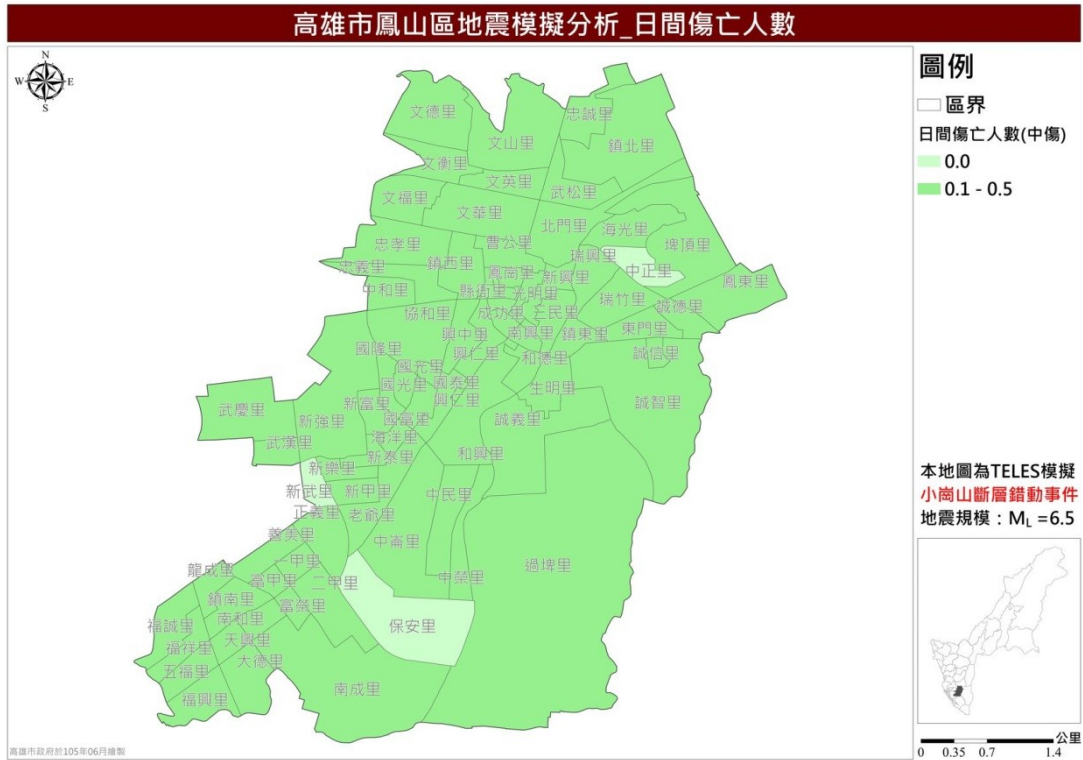 高雄市鳳山區地震模擬分析_日間傷亡人數
N
W E
S
圖例
區界
日間傷亡人數(中傷)
0.0
0.1 - 0.5
文德里
忠誠里
文山里
鎮北里
文衡里
文英里
武松里
文福里
文華里
北門里
海光里
忠孝里
曹公里
埤頂里
瑞興里
忠義里
鎮西里
鳳崗里
新興里
中正里
鳳東里
中和里
縣衙里
光明里
瑞竹里
誠德里
協和里
成功里
三民里
東門里
興中里
南興里
鎮東里
國隆里
興仁里
和德里
誠信里
國光里
國光里
國泰里
生明里
新富里
興仁里
誠智里
武慶里
新強里
國富里
誠義里
武漢里
海洋里
新泰里
和興里
新樂里
新武里
新甲里
中民里
正義里
老爺里
善美里
中崙里
一甲里
過埤里
龍成里
富甲里
二甲里
中榮里
鎮南里
富榮里
福誠里
南和里
保安里
福祥里
天興里
五福里
大德里
福興里
南成里
本地圖為TELES模擬
小崗山斷層錯動事件
地震規模：ML =6.5
公里
0 0.35 0.7 1.4
高雄市政府於105年06月繪製